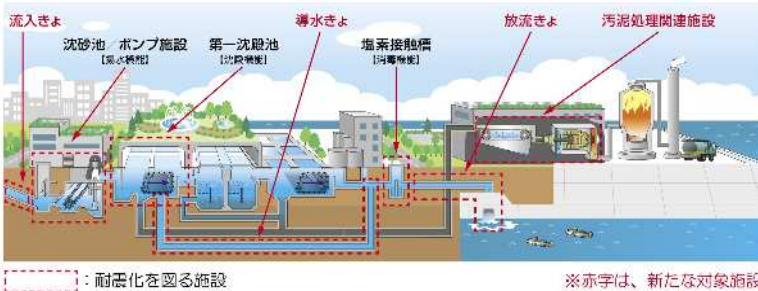 流入きょ
沈砂池/ポンプ施設
【揚水機能】
第一沈殿池
【沈殿機能】
導水きょ
塩素接触槽
【消毒機能】
放流きょ
汚泥処理関連施設
:耐震化を図る施設
※赤字は、新たな対象施設